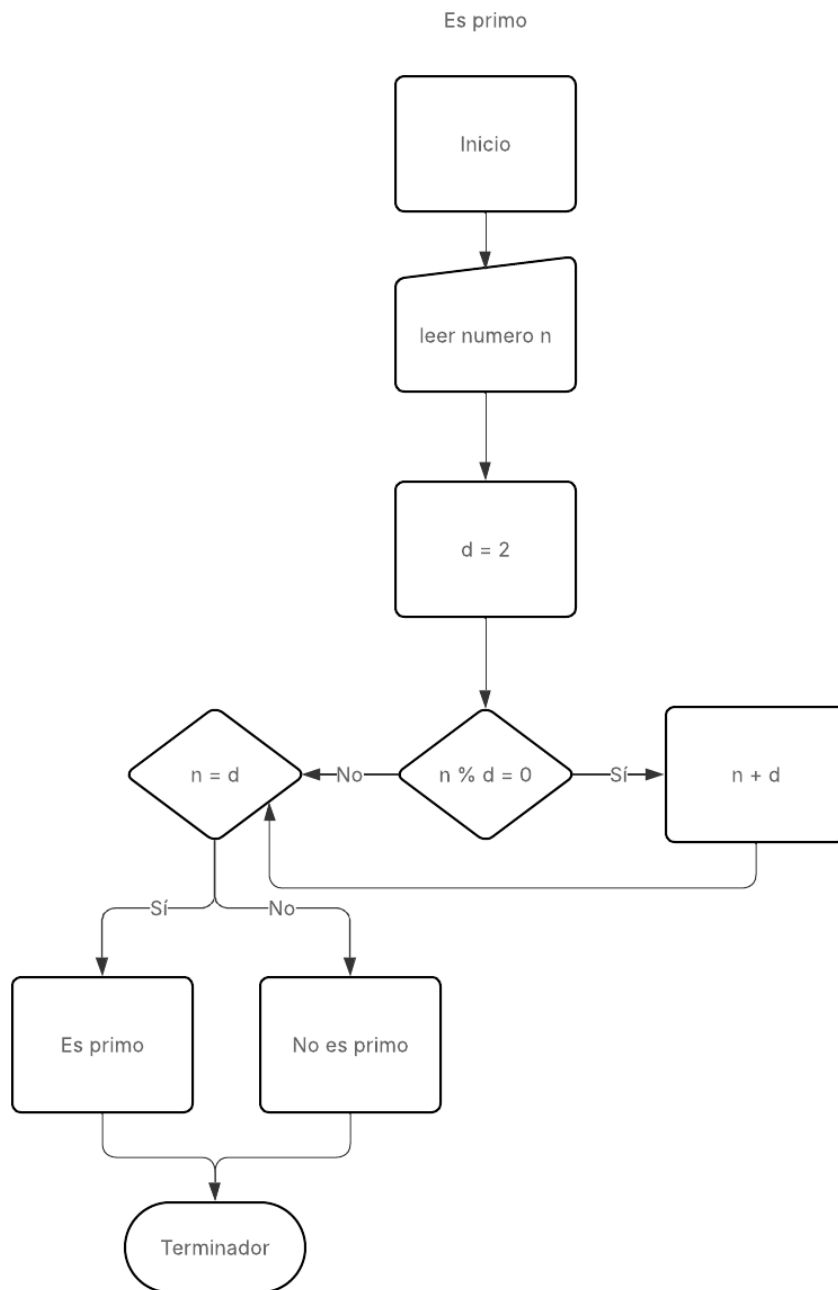 Es primo
Inicio
leer numero n
d = 2
n = d
No
n % d = 0
Sí
n + d
Sí
No
Es primo
No es primo
Terminador